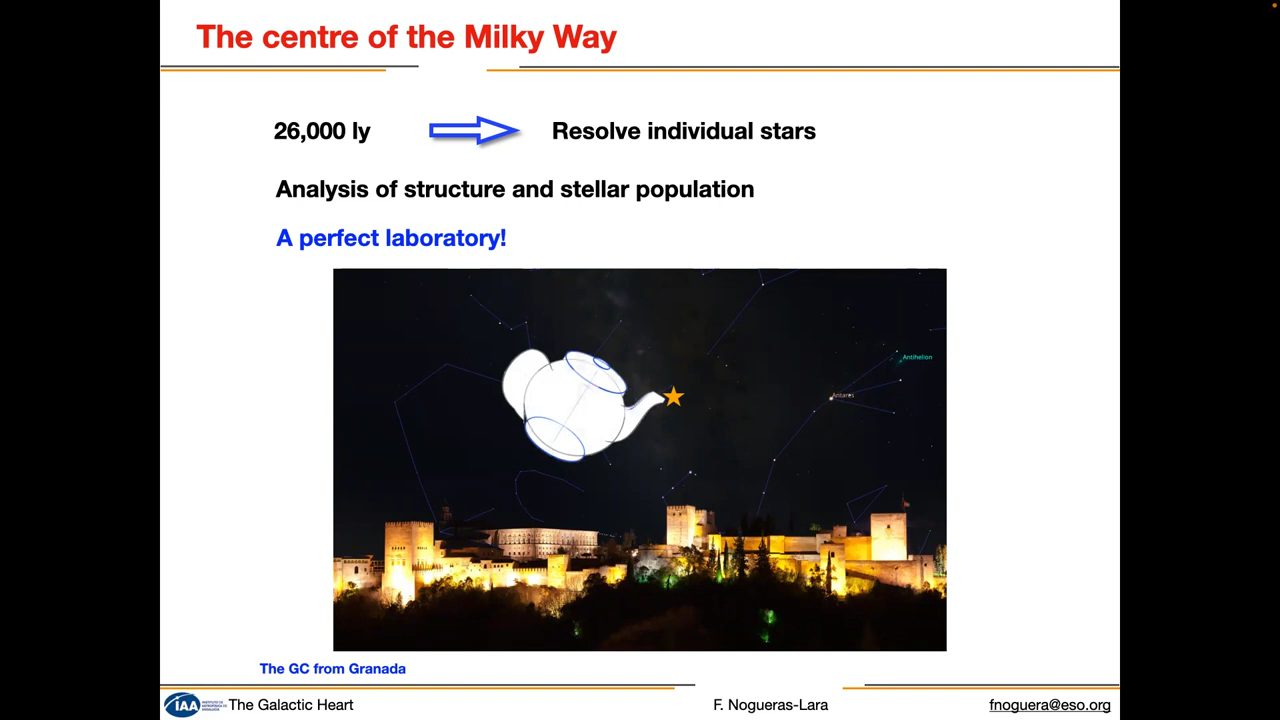 The centre of the Milky Way
26,000 ly
Resolve individual stars
Analysis of structure and stellar population
A perfect laboratory!
Antihelion
Antares
The GC from Granada
IAA
The Galactic Heart
F. Nogueras-Lara
fnoguera@eso.org